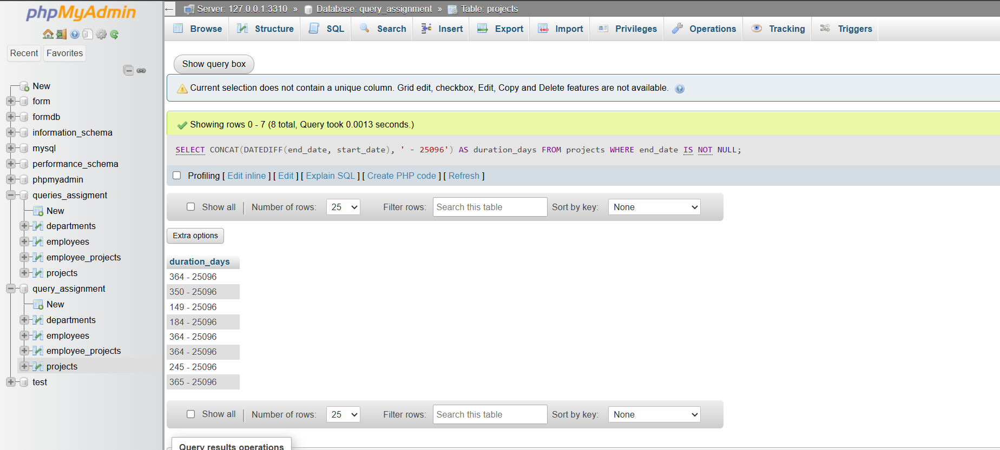 phpMyAdmin
Recent Favorites
New
form
formdb
information_schema
mysql
performance_schema
phpmyadmin
queries_assigment
New
departments
employees
employee_projects
projects
query_assignment
New
departments
employees
employee_projects
projects
test
← Server: 127.0.0.1:3310 » Database: query_assignment » Table: projects
Browse Structure SQL Search Insert Export Import Privileges Operations Tracking Triggers
Show query box
Current selection does not contain a unique column. Grid edit, checkbox, Edit, Copy and Delete features are not available.
Showing rows 0 - 7 (8 total, Query took 0.0013 seconds.)
SELECT CONCAT(DATEDIFF(end_date, start_date), ' - 25096') AS duration_days FROM projects WHERE end_date IS NOT NULL;
Profiling [ Edit inline ] [ Edit ] [ Explain SQL ] [ Create PHP code ] [ Refresh ]
Show all | Number of rows: 25 Filter rows: Search this table Sort by key: None
Extra options
duration_days
364 - 25096
350 - 25096
149 - 25096
184 - 25096
364 - 25096
364 - 25096
245 - 25096
365 - 25096
Show all | Number of rows: 25 Filter rows: Search this table Sort by key: None
Query results operations